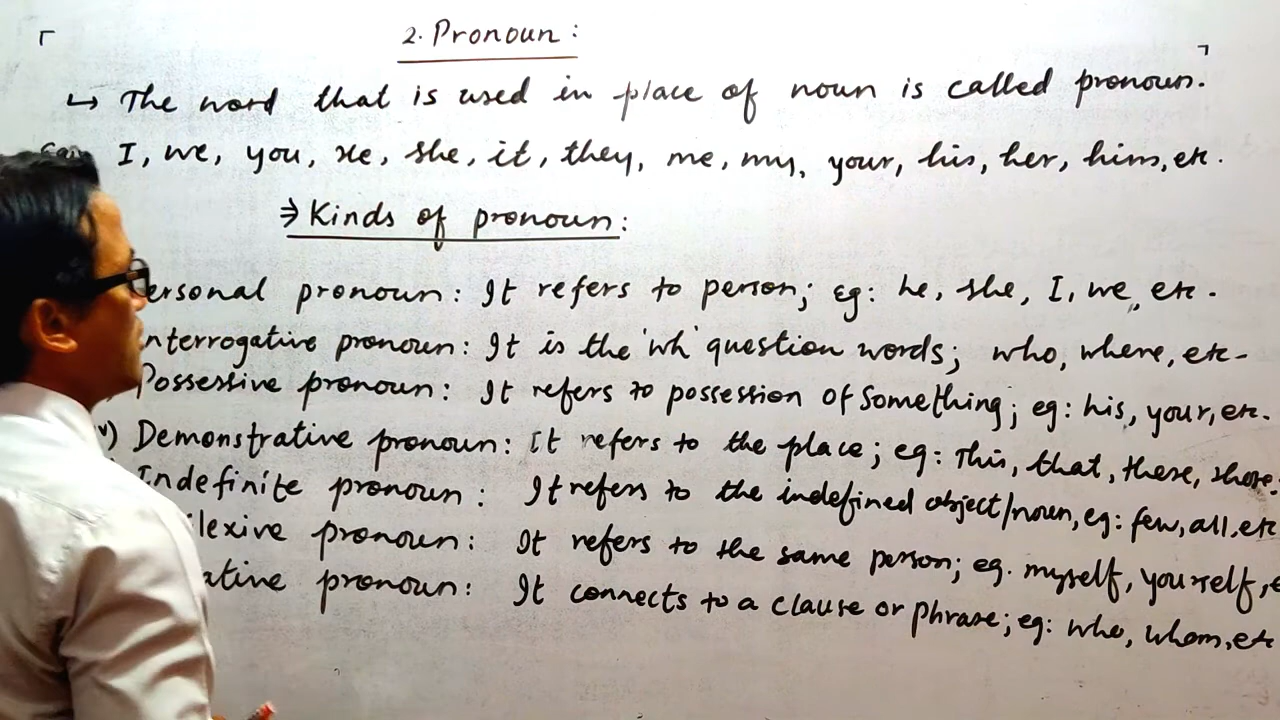 2. Pronoun:
↳ The word that is used in place of noun is called pronoun.
I, we, you, he, she, it, they, me, my, your, his, her, him, etc.
⇒ Kinds of pronoun:
ersonal pronoun: It refers to person; eg: he, she, I, we, etc.
nterrogative pronoun: It is the 'wh' question words; who, where, etc-
Possessive pronoun: It refers to possession of something; eg: his, your, etc.
v) Demonstrative pronoun: It refers to the place; eg: This, that, these, those;
Indefinite pronoun: It refers to the indefined object/noun, eg: few, all, etc
lexive pronoun: It refers to the same person; eg. myself, yourself, e
ative pronoun: It connects to a clause or phrase; eg: who, whom, etc